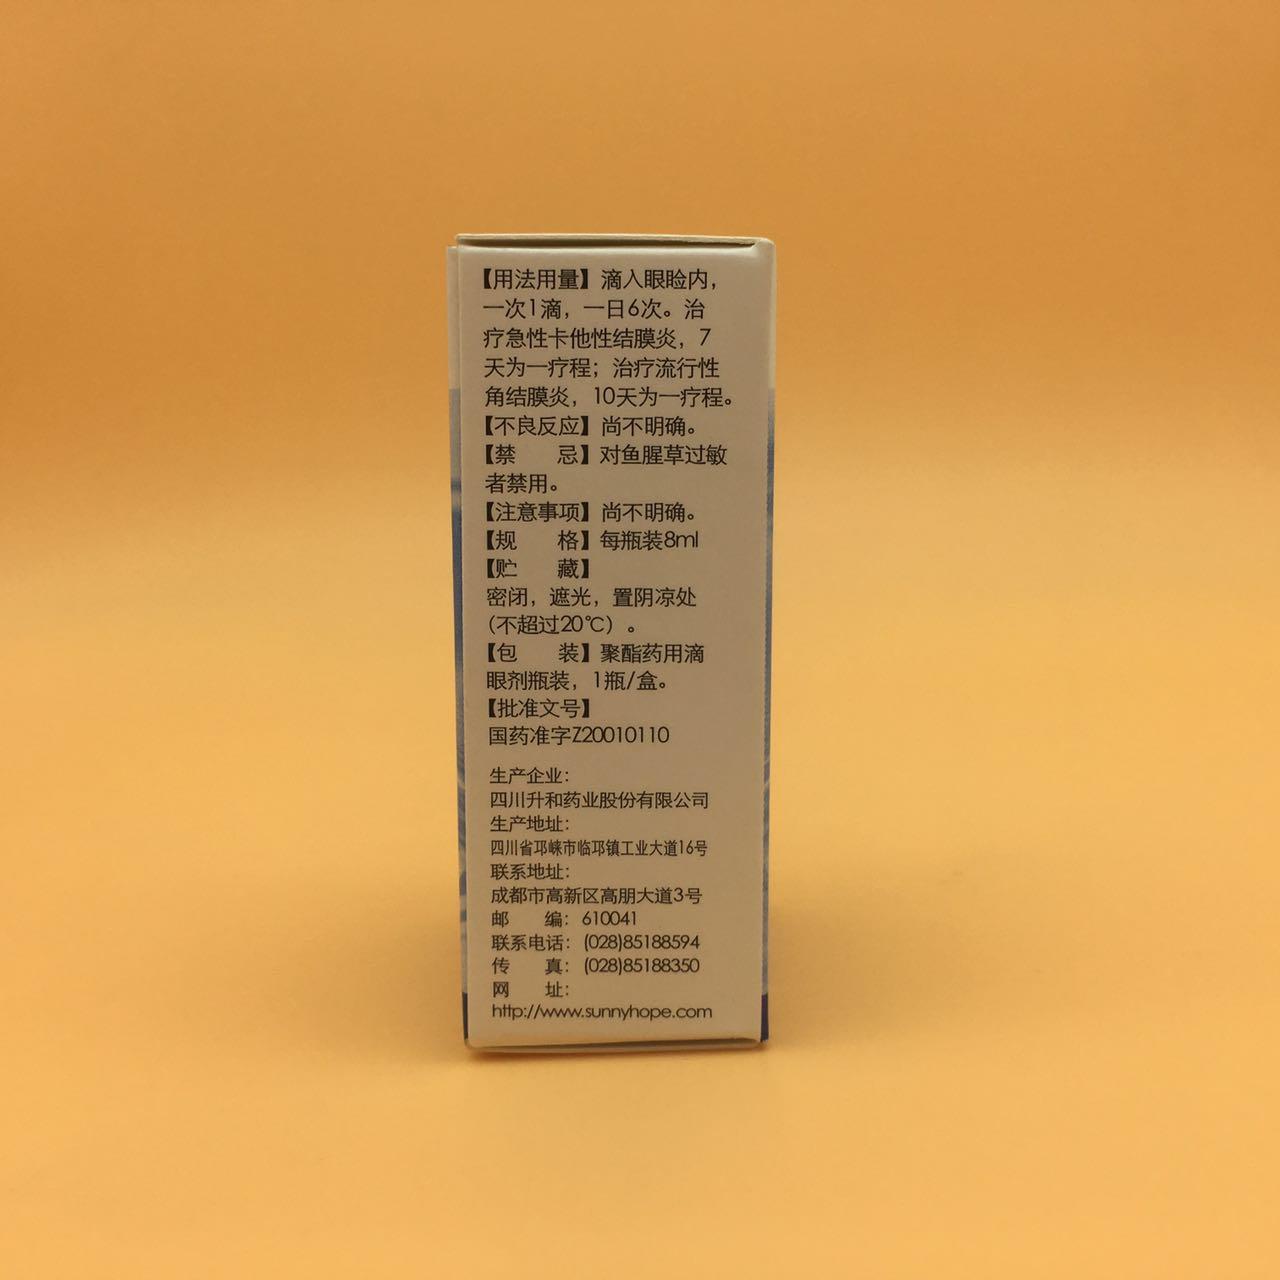 【用法用量】滴入眼睑内，
一次1滴，一日6次。治
疗急性卡他性结膜炎，7
天为一疗程；治疗流行性
角结膜炎，10天为一疗程。
【不良反应】尚不明确。
【禁　　忌】对鱼腥草过敏
者禁用。
【注意事项】尚不明确。
【规　　格】每瓶装8ml
【贮　　藏】
密闭，遮光，置阴凉处
（不超过20℃）。
【包　　装】聚酯药用滴
眼剂瓶装，1瓶/盒。
【批准文号】
国药准字Z20010110
生产企业：
四川升和药业股份有限公司
生产地址：
四川省邛崃市临邛镇工业大道16号
联系地址：
成都市高新区高朋大道3号
邮　　编：610041
联系电话：(028)85188594
传　　真：(028)85188350
网　　址：
http://www.sunnyhope.com